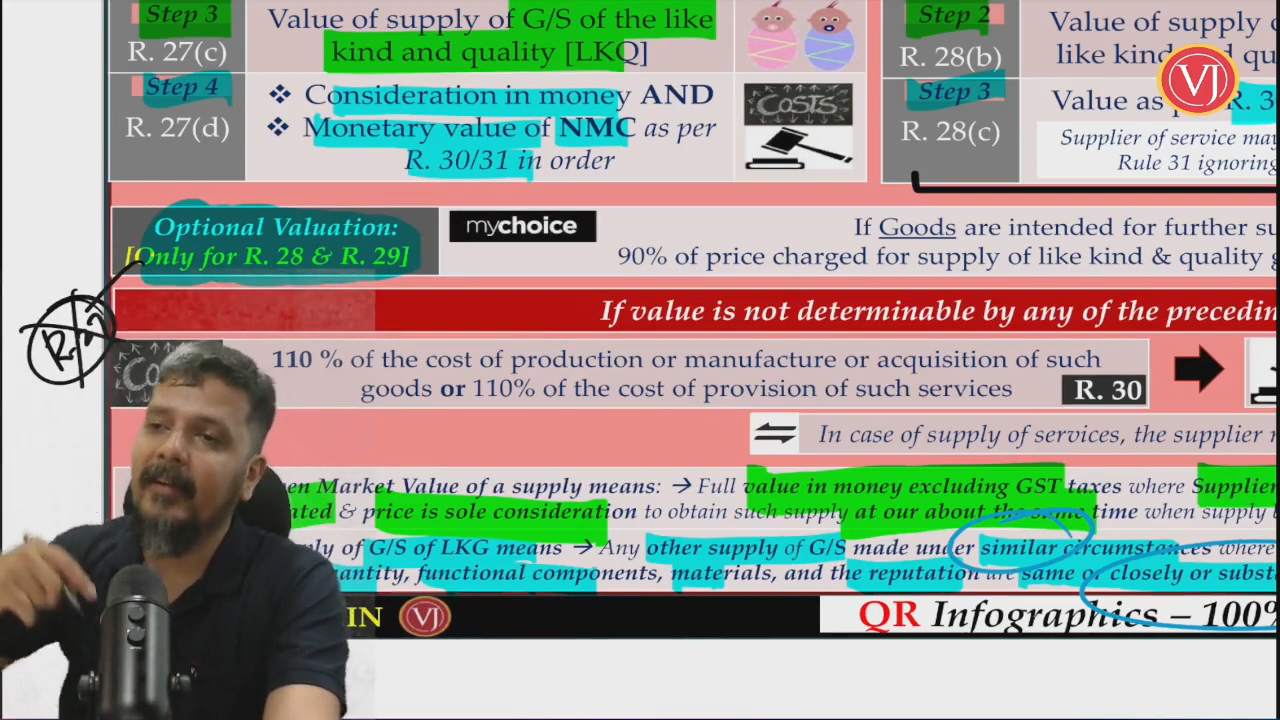 Step 3
R. 27(c)
Value of supply of G/S of the like
kind and quality [LKQ]
Step 2
R. 28(b)
Value of supply
like kind
VJ
Step 4
R. 27(d)
❖ Consideration in money AND
❖ Monetary value of NMC as per
R. 30/31 in order
COSTS
Step 3
R. 28(c)
Value as
R. 3
Supplier of service may
Rule 31 ignoring
Optional Valuation:
[Only for R. 28 & R. 29]
mychoice
If Goods are intended for further
90% of price charged for supply of like kind & quality
If value is not determinable by any of the
110 % of the cost of production or manufacture or acquisition of such
goods or 110% of the cost of provision of such services
R. 30
In case of supply of services, the supplier
Market Value of a supply means: → Full value in money excluding GST taxes where Supplier
& price is sole consideration to obtain such supply at our about the same time when supply
of G/S of LKG means → Any other supply of G/S made under similar circumstances where
functional components, materials, and the reputation are same or closely or
IN
VJ
QR Infographics – 100%